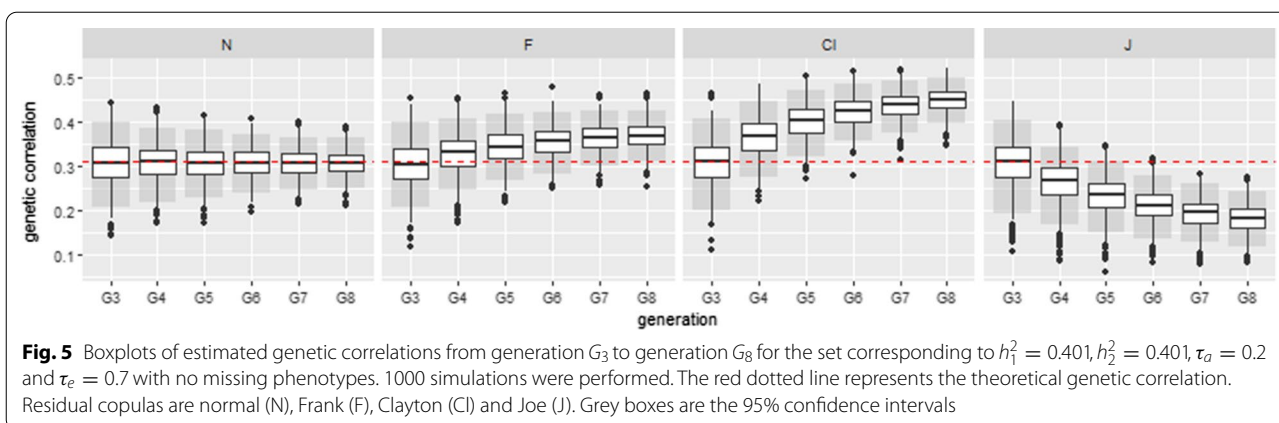 N F Cl J
genetic correlation
0.5
0.4
0.3
0.2
0.1
G3 G4 G5 G6 G7 G8 G3 G4 G5 G6 G7 G8 G3 G4 G5 G6 G7 G8 G3 G4 G5 G6 G7 G8
generation
Fig. 5 Boxplots of estimated genetic correlations from generation G₃ to generation G₈ for the set corresponding to h₁² = 0.401, h₂² = 0.401, τₐ = 0.2
and τₑ = 0.7 with no missing phenotypes. 1000 simulations were performed. The red dotted line represents the theoretical genetic correlation.
Residual copulas are normal (N), Frank (F), Clayton (Cl) and Joe (J). Grey boxes are the 95% confidence intervals